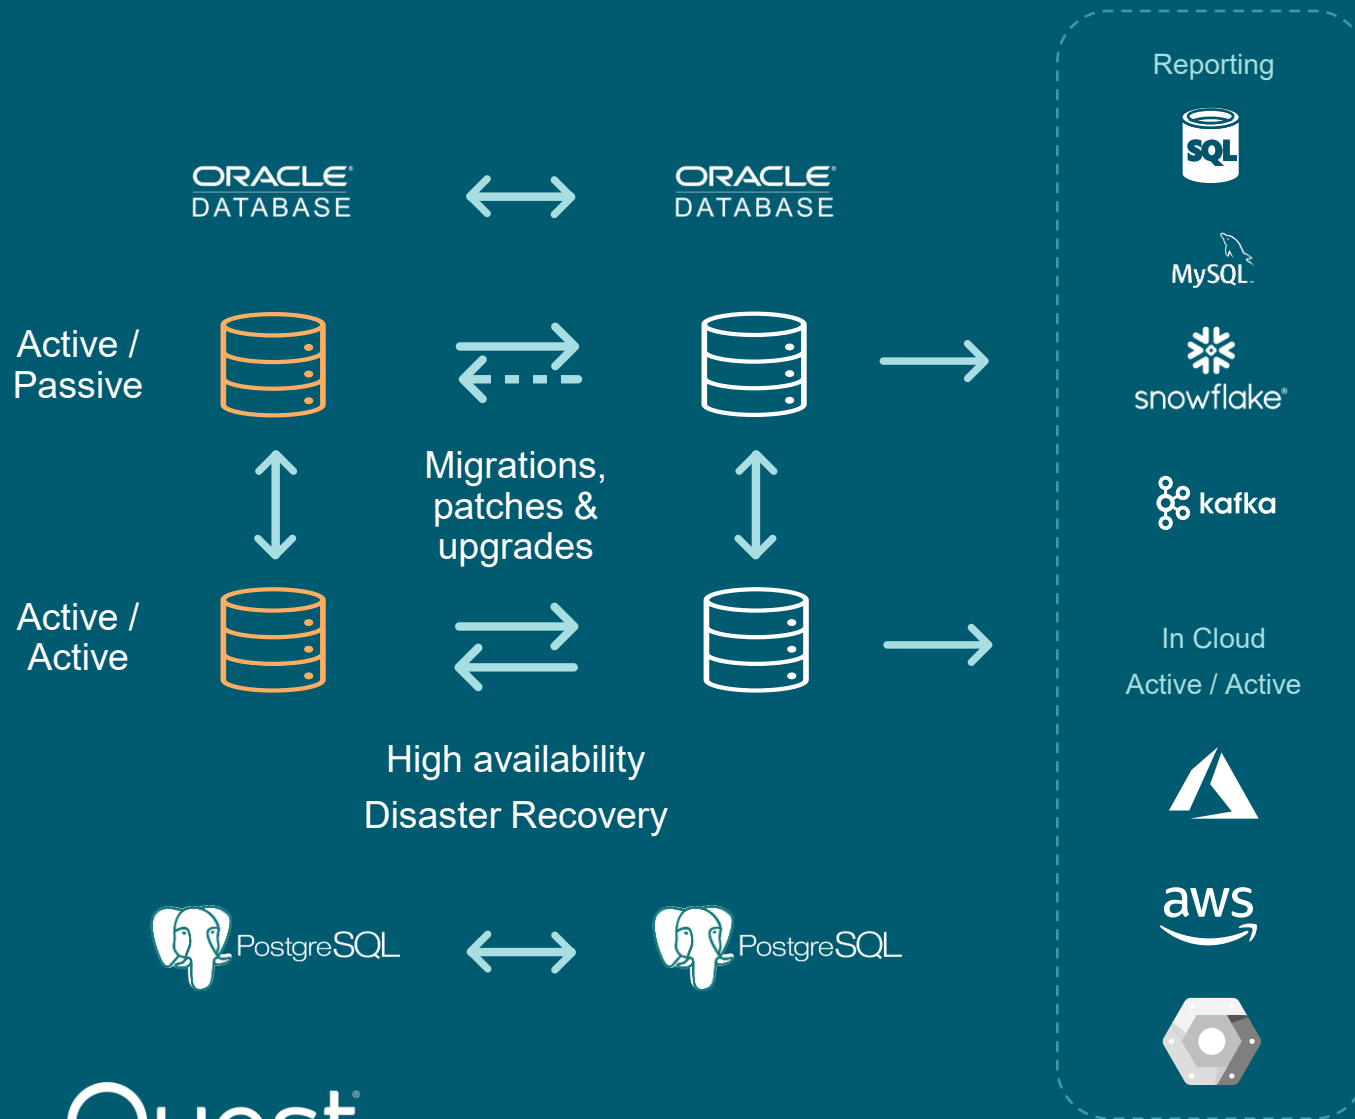 Reporting
SQL
ORACLE®
DATABASE
ORACLE®
DATABASE
MySQL
Active /
Passive
snowflake®
Migrations,
patches &
upgrades
kafka
Active /
Active
In Cloud
Active / Active
High availability
Disaster Recovery
aws
PostgreSQL
PostgreSQL
Quest®